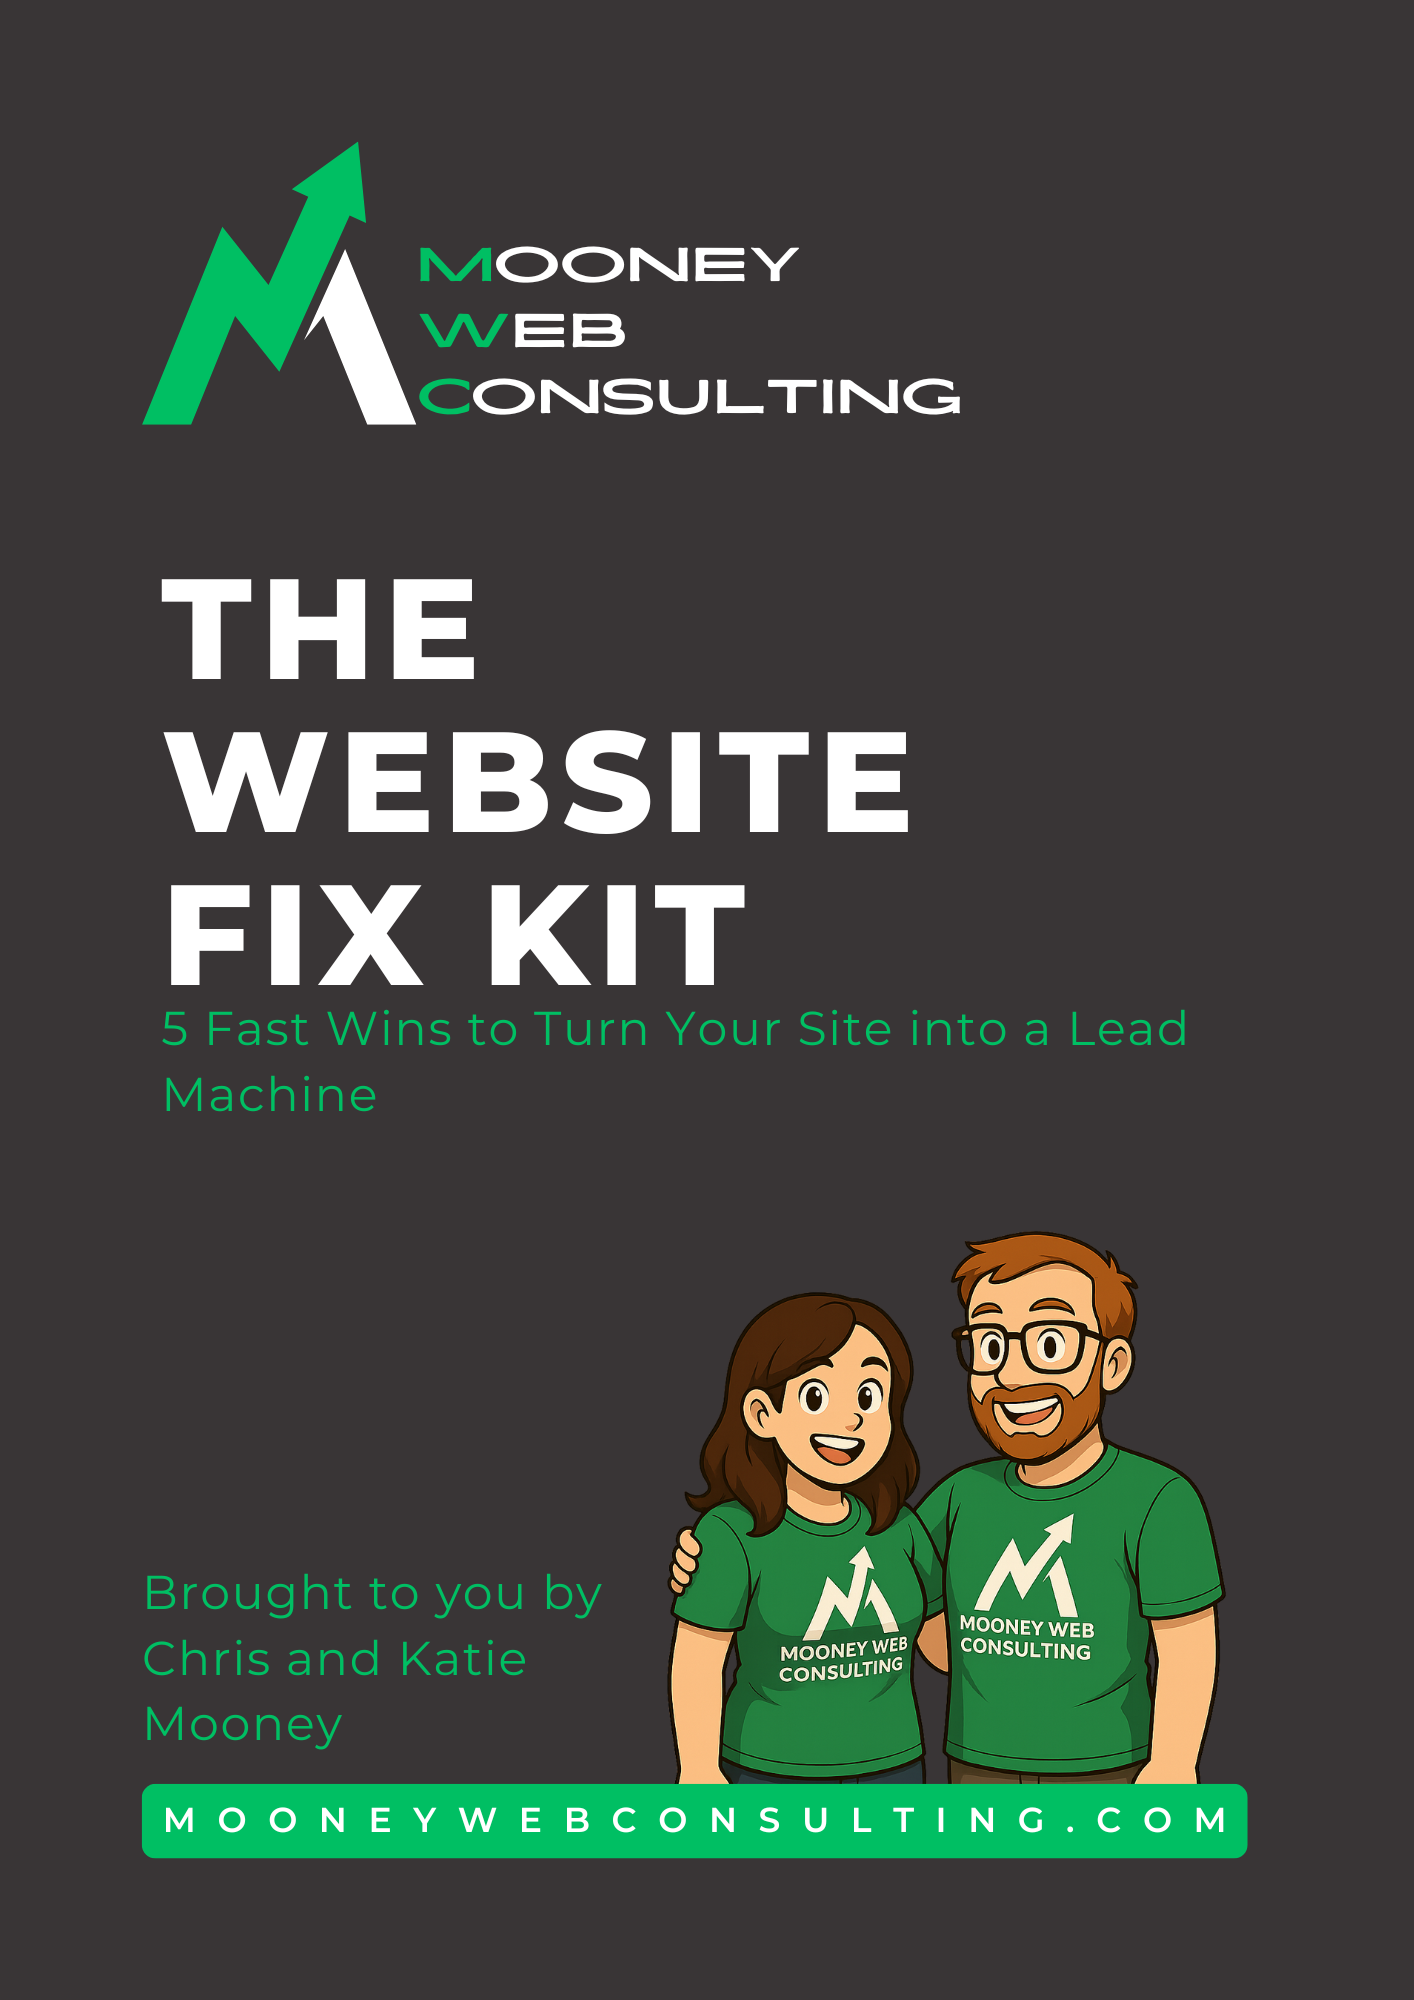 MOONEY
WEB
CONSULTING
THE
WEBSITE
FIX KIT
5 Fast Wins to Turn Your Site into a Lead
Machine
MOONEY WEB
CONSULTING
MOONEY WEB
CONSULTING
Brought to you by
Chris and Katie
Mooney
MOONEYWEBCONSULTING.COM